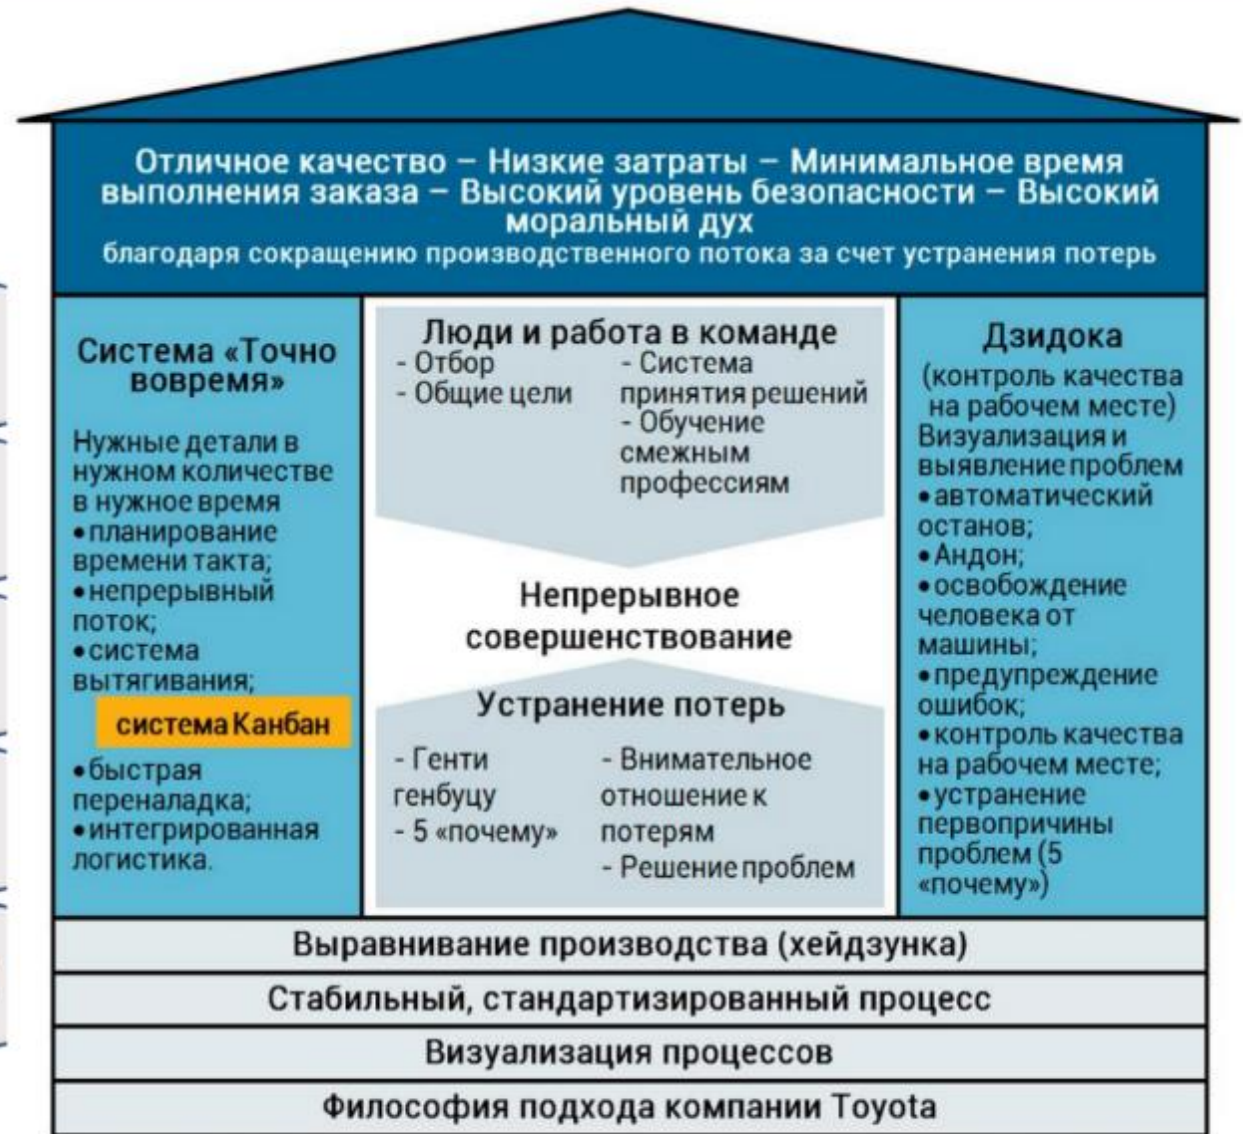 Отличное качество – Низкие затраты – Минимальное время
выполнения заказа – Высокий уровень безопасности – Высокий
моральный дух
благодаря сокращению производственного потока за счет устранения потерь
Система «Точно
вовремя»
Нужные детали в
нужном количестве
в нужное время
•планирование
времени такта;
•непрерывный
поток;
•система
вытягивания;
система Канбан
•быстрая
переналадка;
•интегрированная
логистика.
Люди и работа в команде
- Отбор
- Общие цели
- Система
принятия решений
- Обучение
смежным
профессиям
Непрерывное
совершенствование
Устранение потерь
- Генти
генбуцу
- 5 «почему»
- Внимательное
отношение к
потерям
- Решение проблем
Дзидока
(контроль качества
на рабочем месте)
Визуализация и
выявление проблем
•автоматический
останов;
•Андон;
•освобождение
человека от
машины;
•предупреждение
ошибок;
•контроль качества
на рабочем месте;
•устранение
первопричины
проблем (5
«почему»)
Выравнивание производства (хейдзунка)
Стабильный, стандартизированный процесс
Визуализация процессов
Философия подхода компании Toyota